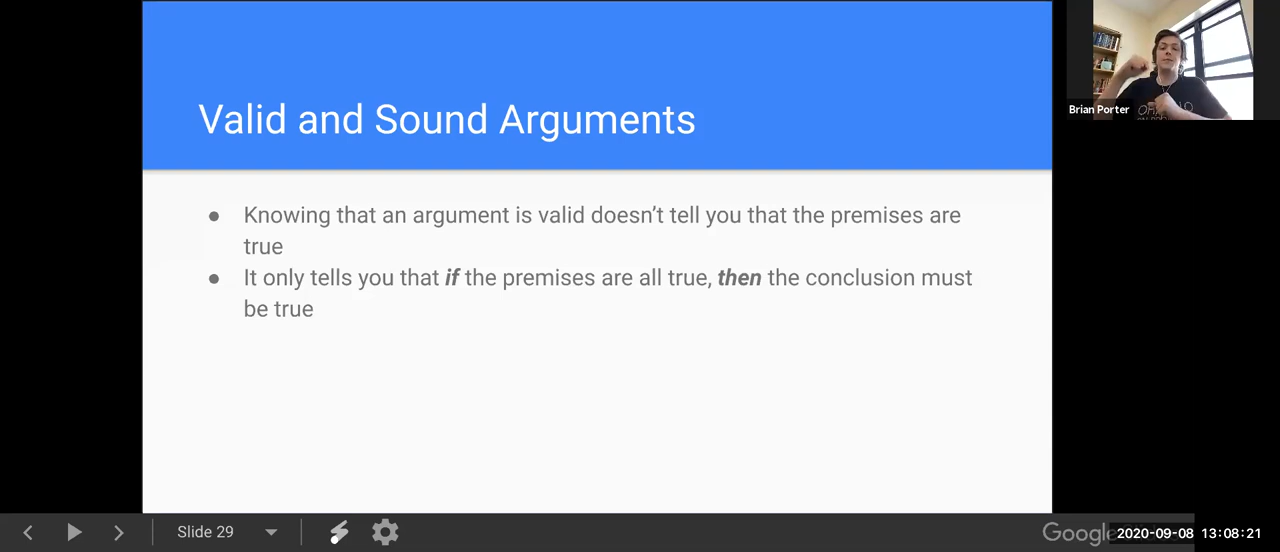 Valid and Sound Arguments
Brian Porter
● Knowing that an argument is valid doesn’t tell you that the premises are
true
● It only tells you that if the premises are all true, then the conclusion must
be true
Slide 29
Google
2020-09-08 13:08:21